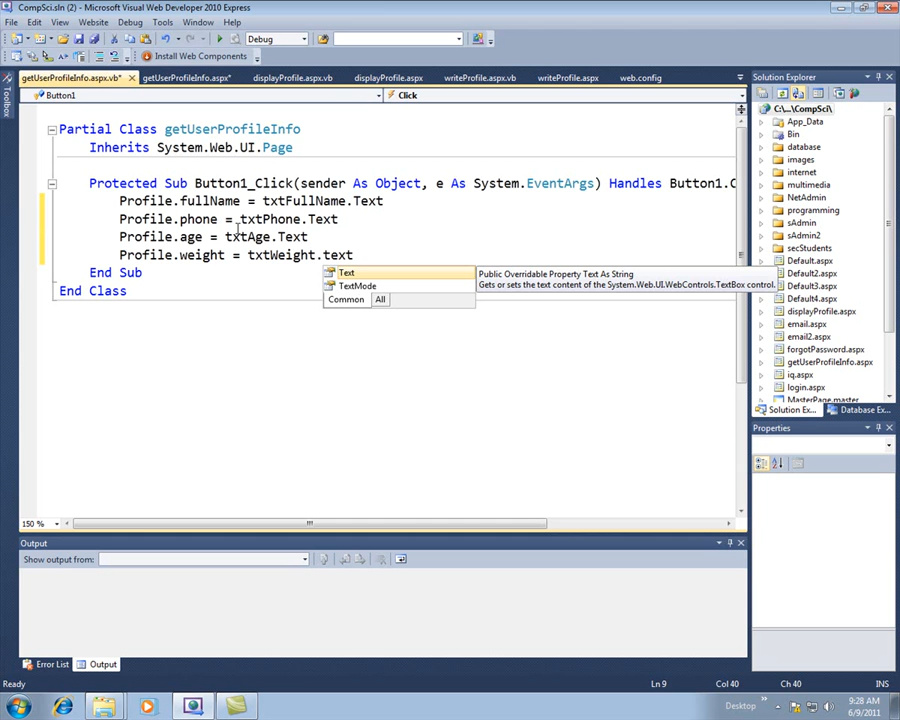 CompSci.sln (2) - Microsoft Visual Web Developer 2010 Express
File Edit View Website Debug Tools Window Help
Debug
Install Web Components
getUserProfileInfo.aspx.vb* getUserProfileInfo.aspx* displayProfile.aspx.vb displayProfile.aspx writeProfile.aspx.vb writeProfile.aspx web.config
Button1 Click
Toolbox
Partial Class getUserProfileInfo
Inherits System.Web.UI.Page
Protected Sub Button1_Click(sender As Object, e As System.EventArgs) Handles Button1.C
Profile.fullName = txtFullName.Text
Profile.phone = txtPhone.Text
Profile.age = txtAge.Text
Profile.weight = txtWeight.text
End Sub
End Class
Text
TextMode
Common All
Public Overridable Property Text As String
Gets or sets the text content of the System.Web.UI.WebControls.TextBox control.
150 %
Solution Explorer
C:\...\CompSci\
App_Data
Bin
database
images
internet
multimedia
Nordeen
programming
sAdmin
sAdmin2
secStudents
Default2.aspx
Default3.aspx
Default4.aspx
displayProfile.aspx
email.aspx
email2.aspx
forgotPassword.aspx
getUserProfileInfo.aspx
iq.aspx
login.aspx
MasterPage.master
Solution Ex... Database Ex...
Properties
Output
Show output from:
Error List Output
Ready Ln 9 Col 40 Ch 40 INS
Desktop » 9:28 AM
6/9/2011